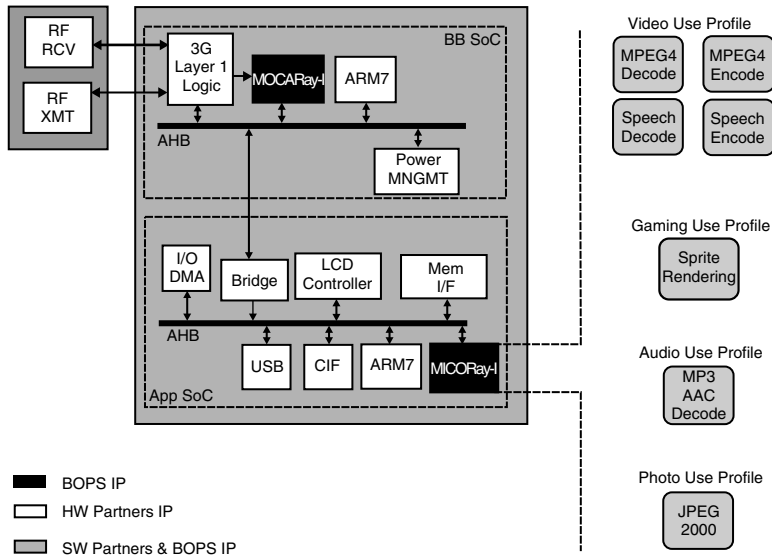 RF
RCV
RF
XMT
3G
Layer 1
Logic
MOCARay-I
ARM7
BB SoC
AHB
Power
MNGMT
I/O
DMA
Bridge
LCD
Controller
Mem
I/F
AHB
USB
CIF
ARM7
MICORay-I
App SoC
Video Use Profile
MPEG4
Decode
MPEG4
Encode
Speech
Decode
Speech
Encode
Gaming Use Profile
Sprite
Rendering
Audio Use Profile
MP3
AAC
Decode
Photo Use Profile
JPEG
2000
BOPS IP
HW Partners IP
SW Partners & BOPS IP